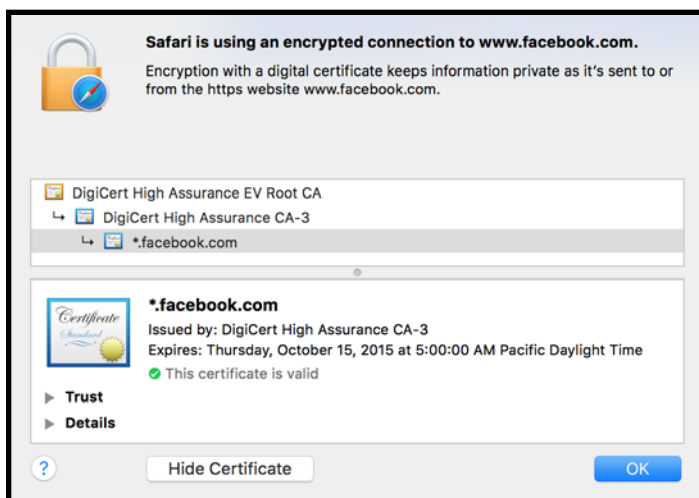 Safari is using an encrypted connection to www.facebook.com.
Encryption with a digital certificate keeps information private as it's sent to or
from the https website www.facebook.com.
DigiCert High Assurance EV Root CA
↳ DigiCert High Assurance CA-3
↳ *.facebook.com
Certificate
Standard
*.facebook.com
Issued by: DigiCert High Assurance CA-3
Expires: Thursday, October 15, 2015 at 5:00:00 AM Pacific Daylight Time
This certificate is valid
Trust
Details
? Hide Certificate OK